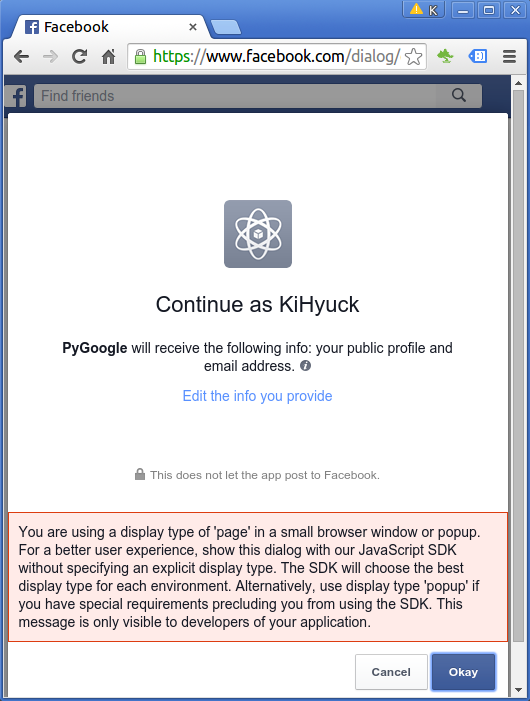 K
Facebook
https://www.facebook.com/dialog/
Find friends
Continue as KiHyuck
PyGoogle will receive the following info: your public profile and
email address.
Edit the info you provide
This does not let the app post to Facebook.
You are using a display type of 'page' in a small browser window or popup.
For a better user experience, show this dialog with our JavaScript SDK
without specifying an explicit display type. The SDK will choose the best
display type for each environment. Alternatively, use display type 'popup' if
you have special requirements precluding you from using the SDK. This
message is only visible to developers of your application.
Cancel Okay